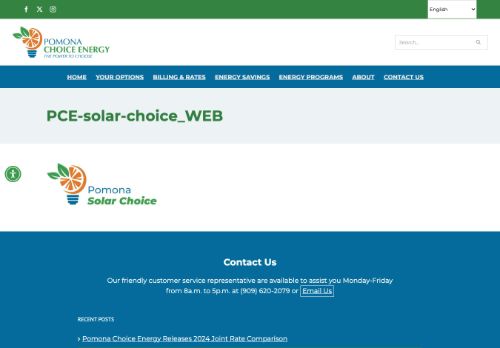 English
POMONA
CHOICE ENERGY
THE POWER TO CHOOSE
Search...
HOME YOUR OPTIONS BILLING & RATES ENERGY SAVINGS ENERGY PROGRAMS ABOUT CONTACT US
PCE-solar-choice_WEB
Pomona
Solar Choice
Contact Us
Our friendly customer service representative are available to assist you Monday-Friday
from 8a.m. to 5p.m. at (909) 620-2079 or Email Us
RECENT POSTS
Pomona Choice Energy Releases 2024 Joint Rate Comparison